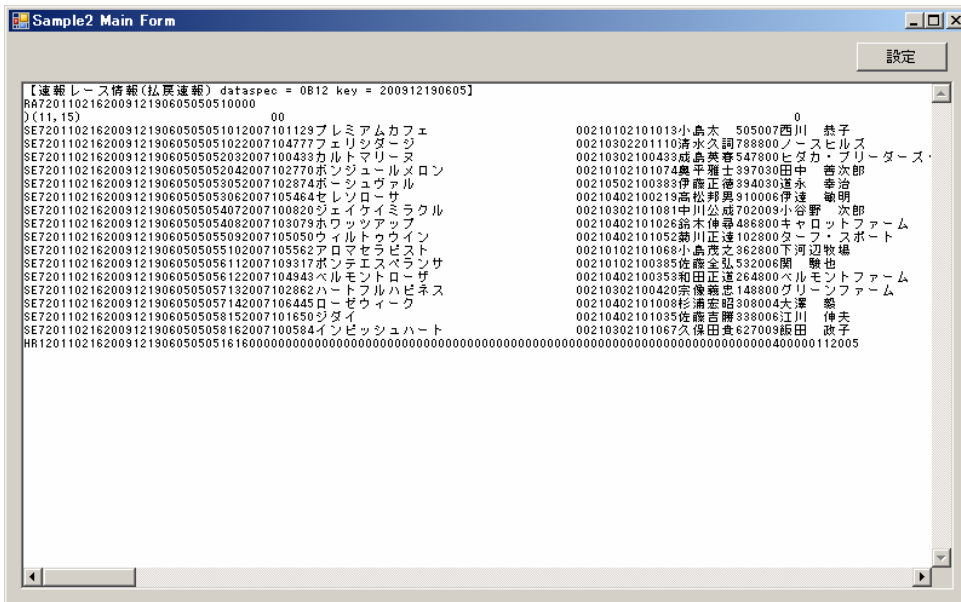 Sample2 Main Form
設定
【速報レース情報(払戻速報) dataspec = 0B12 key = 200912190605】
RA720110216200912190605050510000
)(11,15) 00 0
SE7201102162009121906050505101200710112​9プレミアムカフェ 00210102101013小島太 505007西川 恭子
SE72011021620091219060505051022007104777フェリシダージ 00210302201110清水久詞788800ノースヒルズ
SE72011021620091219060505052032007100433カルトマリーヌ 00210302100433成島英春547800ヒダカ・ブリーダーズ・
SE72011021620091219060505052042007102770ボンジュールメロン 00210102101074奥平雅士397030田中 善次郎
SE72011021620091219060505053052007102874ボーシュヴァル 00210502100383伊藤正徳394030道永 幸治
SE72011021620091219060505053062007105464セレソローサ 00210402100219高松邦男910006伊達 敏明
SE72011021620091219060505054072007100820ジェイケイミラクル 00210302101081中川公成702009小谷野 次郎
SE72011021620091219060505054082007103079ホワッツアップ 00210402101026鈴木伸尋486800キャロットファーム
SE72011021620091219060505055092007105050ウィルトゥウイン 00210402101052菊川正達102800ターフ・スポート
SE72011021620091219060505055102007105562アロマセラピスト 00210102101068小島茂之362800下河辺牧場
SE72011021620091219060505056112007109317ポンテエスペランサ 00210102100385佐藤全弘532006関 駿也
SE72011021620091219060505056122007104943ベルモントローザ 00210402100353和田正道264800ベルモントファーム
SE72011021620091219060505057132007102862ハートフルハピネス 00210302100420宗像義忠148800グリーンファーム
SE72011021620091219060505057142007106445ローゼウィーク 00210402101008杉浦宏昭308004大澤 毅
SE72011021620091219060505058152007101650ジダイ 00210402101035佐藤吉勝338006江川 伸夫
SE72011021620091219060505058162007100584インピッシュハート 00210302101067久保田貴627009飯田 政子